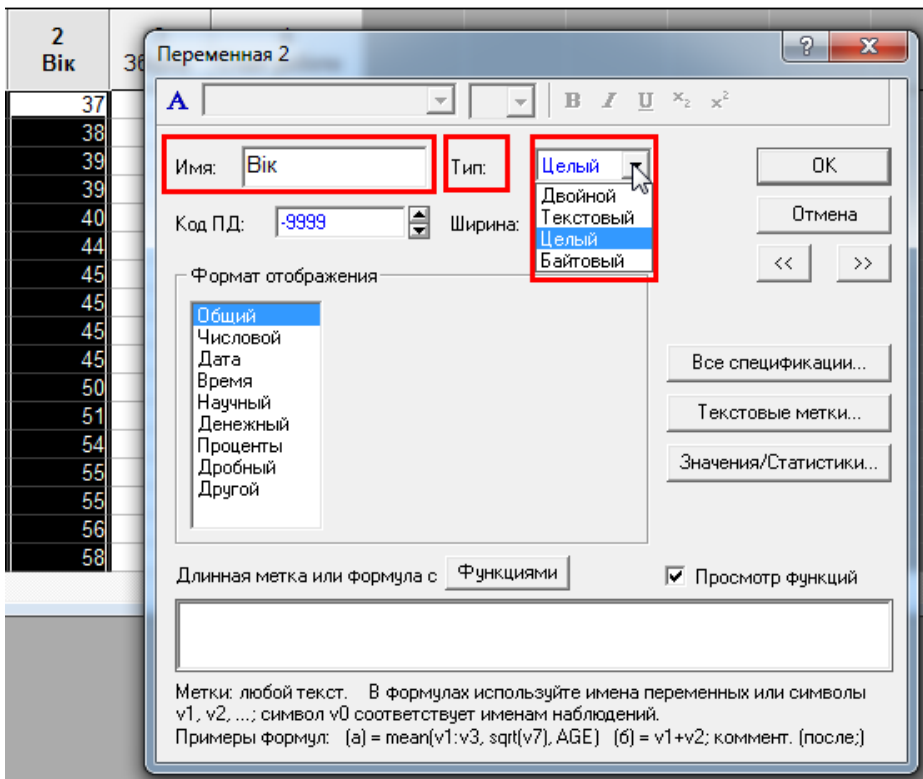 2
Вік
37
38
39
39
40
44
45
45
45
45
50
51
54
55
55
56
58
Переменная 2
A B I U x₂ x²
Имя: Вік Тип: Целый OK
Двойной
Текстовый
Целый
Байтовый
Код ПД: -9999 Ширина: Отмена
<< >>
Формат отображения
Общий
Числовой
Дата
Время
Научный
Денежный
Проценты
Дробный
Другой
Все спецификации...
Текстовые метки...
Значения/Статистики...
Длинная метка или формула с Функциями Просмотр функций
Метки: любой текст. В формулах используйте имена переменных или символы
v1, v2, ...; символ v0 соответствует именам наблюдений.
Примеры формул: (а) = mean(v1:v3, sqrt(v7), AGE) (б) = v1+v2; коммент. (после;)